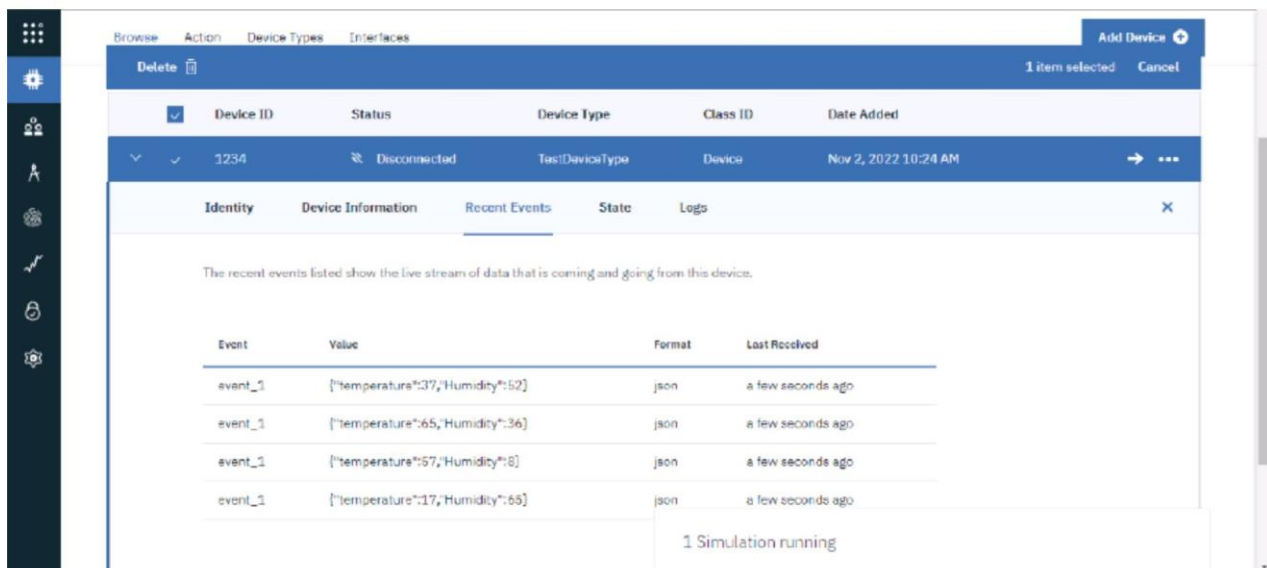 Browse Action Device Types Interfaces Add Device
Delete 1 item selected Cancel
Device ID Status Device Type Class ID Date Added
1234 Disconnected TestDeviceType Device Nov 2, 2022 10:24 AM
Identity Device Information Recent Events State Logs
The recent events listed show the live stream of data that is coming and going from this device.
Event Value Format Last Received
event_1 {"temperature":37,"Humidity":52} json a few seconds ago
event_1 {"temperature":65,"Humidity":36} json a few seconds ago
event_1 {"temperature":57,"Humidity":8} json a few seconds ago
event_1 {"temperature":17,"Humidity":65} json a few seconds ago
1 Simulation running